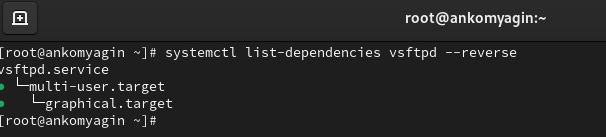 root@ankomyagin:~
[root@ankomyagin ~]# systemctl list-dependencies vsftpd --reverse
vsftpd.service
● └─multi-user.target
●   └─graphical.target
[root@ankomyagin ~]#